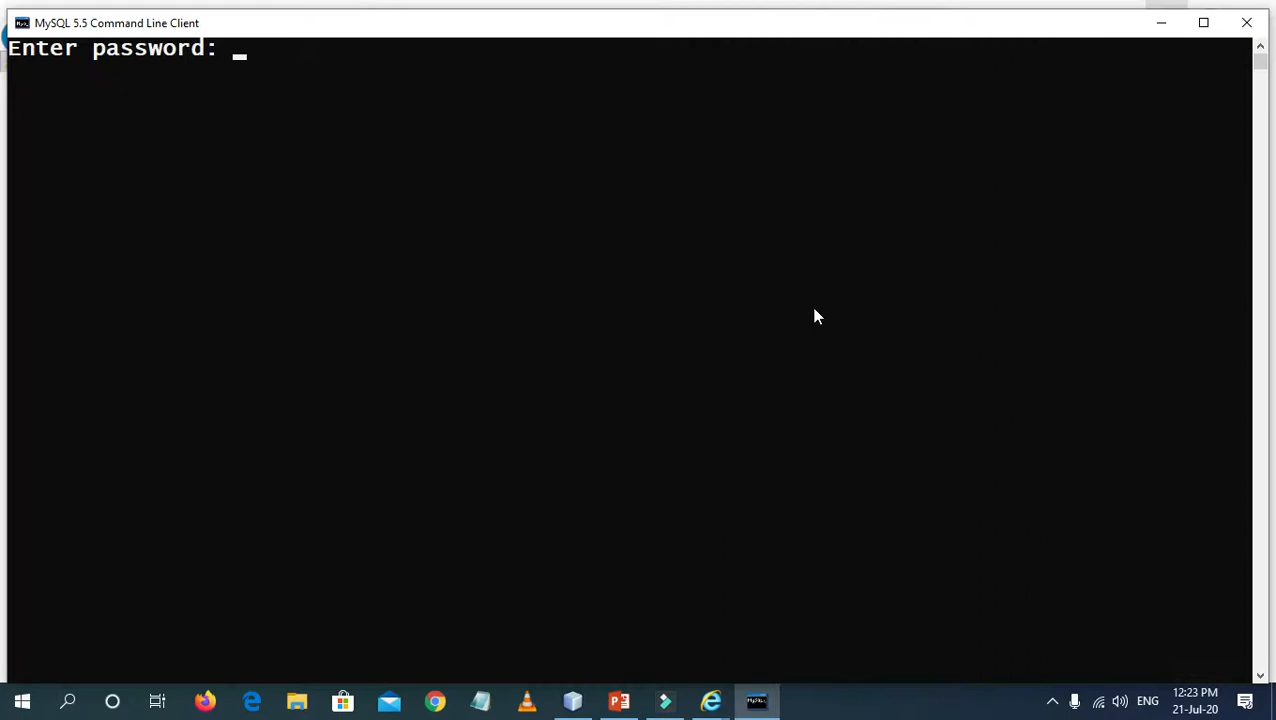 MySQL 5.5 Command Line Client
Enter password:
ENG
12:23 PM
21-Jul-20